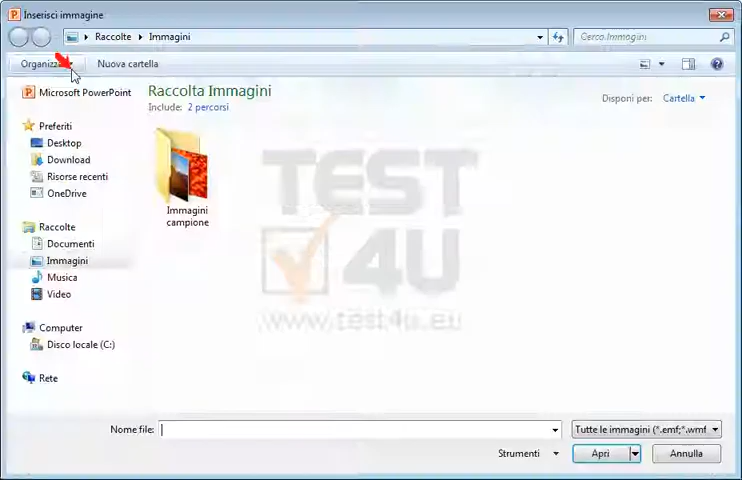 Inserisci immagine
Raccolte
Immagini
Cerca Immagini
Organizza
Nuova cartella
Microsoft PowerPoint
Preferiti
Desktop
Download
Risorse recenti
OneDrive
Raccolte
Documenti
Immagini
Musica
Video
Computer
Disco locale (C:)
Rete
Raccolta Immagini
Include: 2 percorsi
Disponi per: Cartella
Immagini
campione
TEST
4U
www.test4u.eu
Nome file:
Tutte le immagini (*.emf;*.wmf
Strumenti
Apri
Annulla